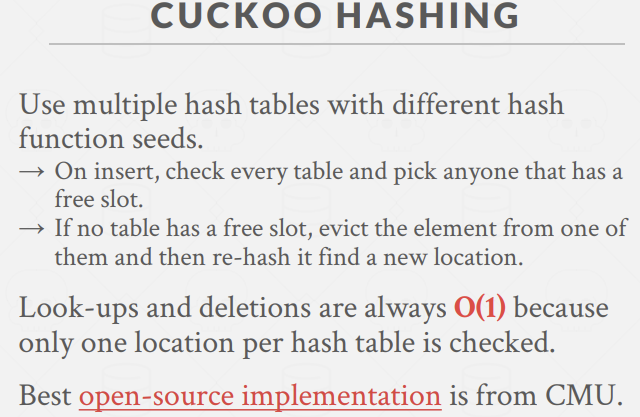 CUCKOO HASHING
Use multiple hash tables with different hash
function seeds.
→ On insert, check every table and pick anyone that has a
free slot.
→ If no table has a free slot, evict the element from one of
them and then re-hash it find a new location.
Look-ups and deletions are always O(1) because
only one location per hash table is checked.
Best open-source implementation is from CMU.